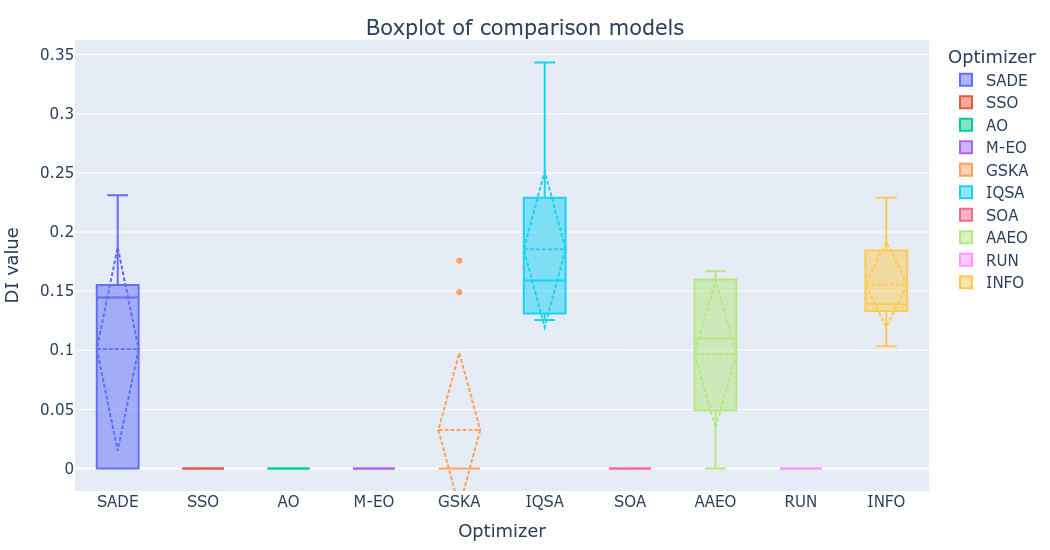 Boxplot of comparison models
DI value
0.35
0.3
0.25
0.2
0.15
0.1
0.05
0
SADE SSO AO M-EO GSKA IQSA SOA AAEO RUN INFO
Optimizer
Optimizer
SADE
SSO
AO
M-EO
GSKA
IQSA
SOA
AAEO
RUN
INFO